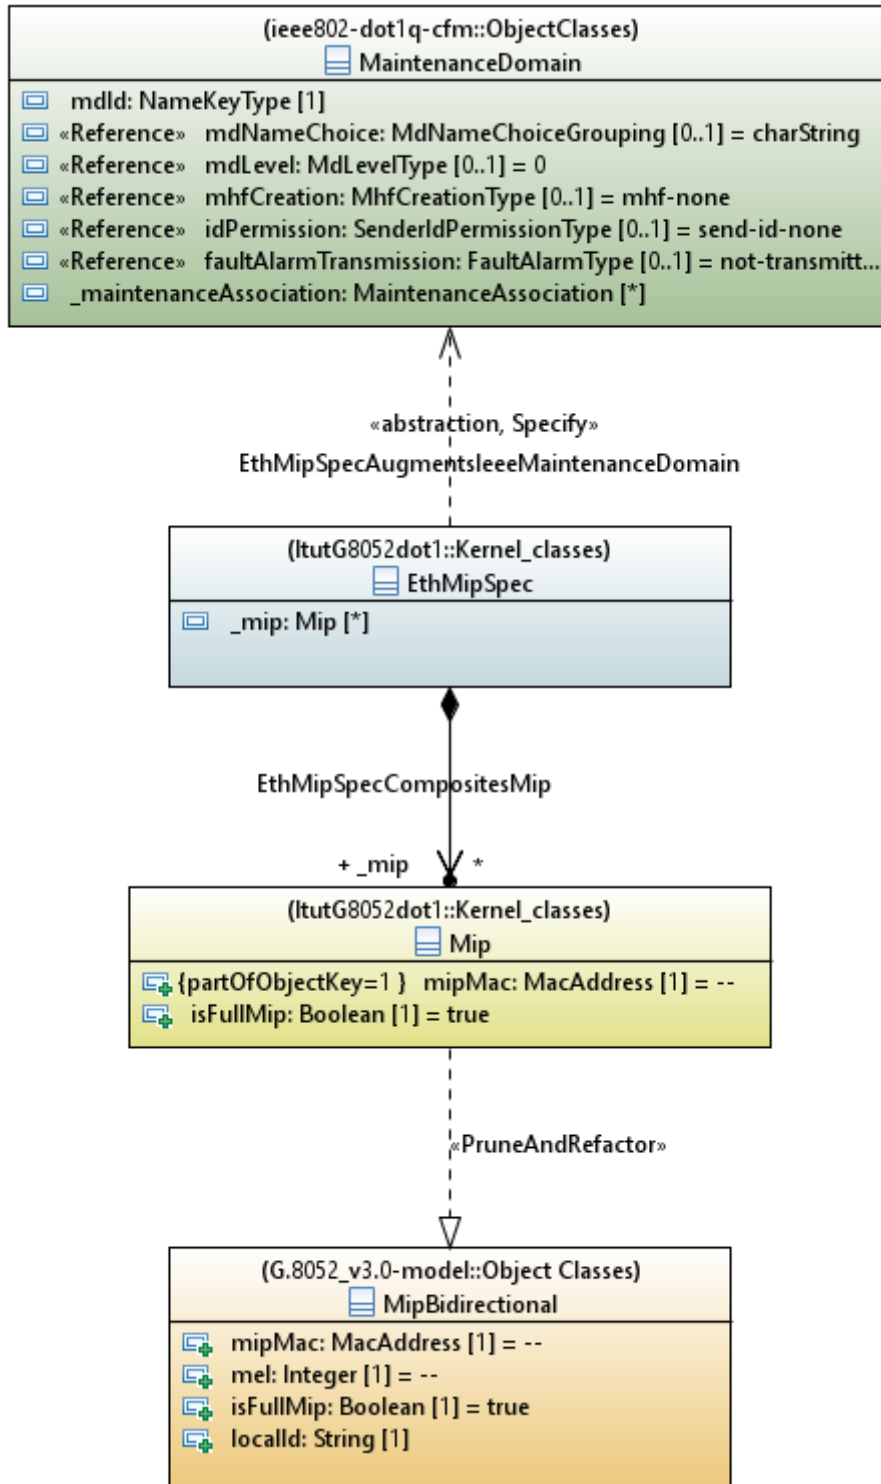 (ieee802-dot1q-cfm::ObjectClasses)
MaintenanceDomain
mdId: NameKeyType [1]
«Reference» mdNameChoice: MdNameChoiceGrouping [0..1] = charString
«Reference» mdLevel: MdLevelType [0..1] = 0
«Reference» mhfCreation: MhfCreationType [0..1] = mhf-none
«Reference» idPermission: SenderIdPermissionType [0..1] = send-id-none
«Reference» faultAlarmTransmission: FaultAlarmType [0..1] = not-transmitt...
_maintenanceAssociation: MaintenanceAssociation [*]
«abstraction, Specify»
EthMipSpecAugmentsIeeeMaintenanceDomain
(ItutG8052dot1::Kernel_classes)
EthMipSpec
_mip: Mip [*]
EthMipSpecCompositesMip
+ _mip *
(ItutG8052dot1::Kernel_classes)
Mip
{partOfObjectKey=1 } mipMac: MacAddress [1] = --
isFullMip: Boolean [1] = true
«PruneAndRefactor»
(G.8052_v3.0-model::Object Classes)
MipBidirectional
mipMac: MacAddress [1] = --
mel: Integer [1] = --
isFullMip: Boolean [1] = true
localId: String [1]